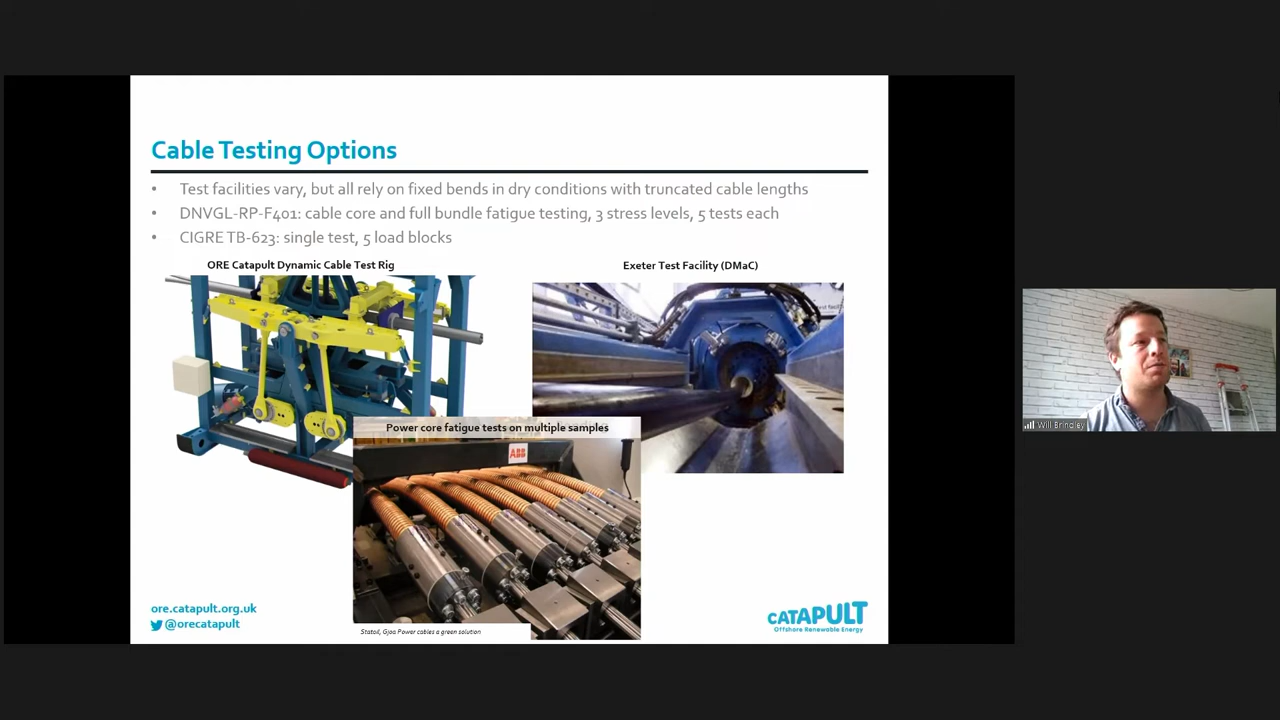 Cable Testing Options
• Test facilities vary, but all rely on fixed bends in dry conditions with truncated cable lengths
• DNVGL-RP-F401: cable core and full bundle fatigue testing, 3 stress levels, 5 tests each
• CIGRE TB-623: single test, 5 load blocks
ORE Catapult Dynamic Cable Test Rig
Exeter Test Facility (DMaC)
Power core fatigue tests on multiple samples
ABB
Statoil, Gjøa Power cables a green solution
ore.catapult.org.uk
@orecatapult
CATAPULT
Offshore Renewable Energy
Will Brindley